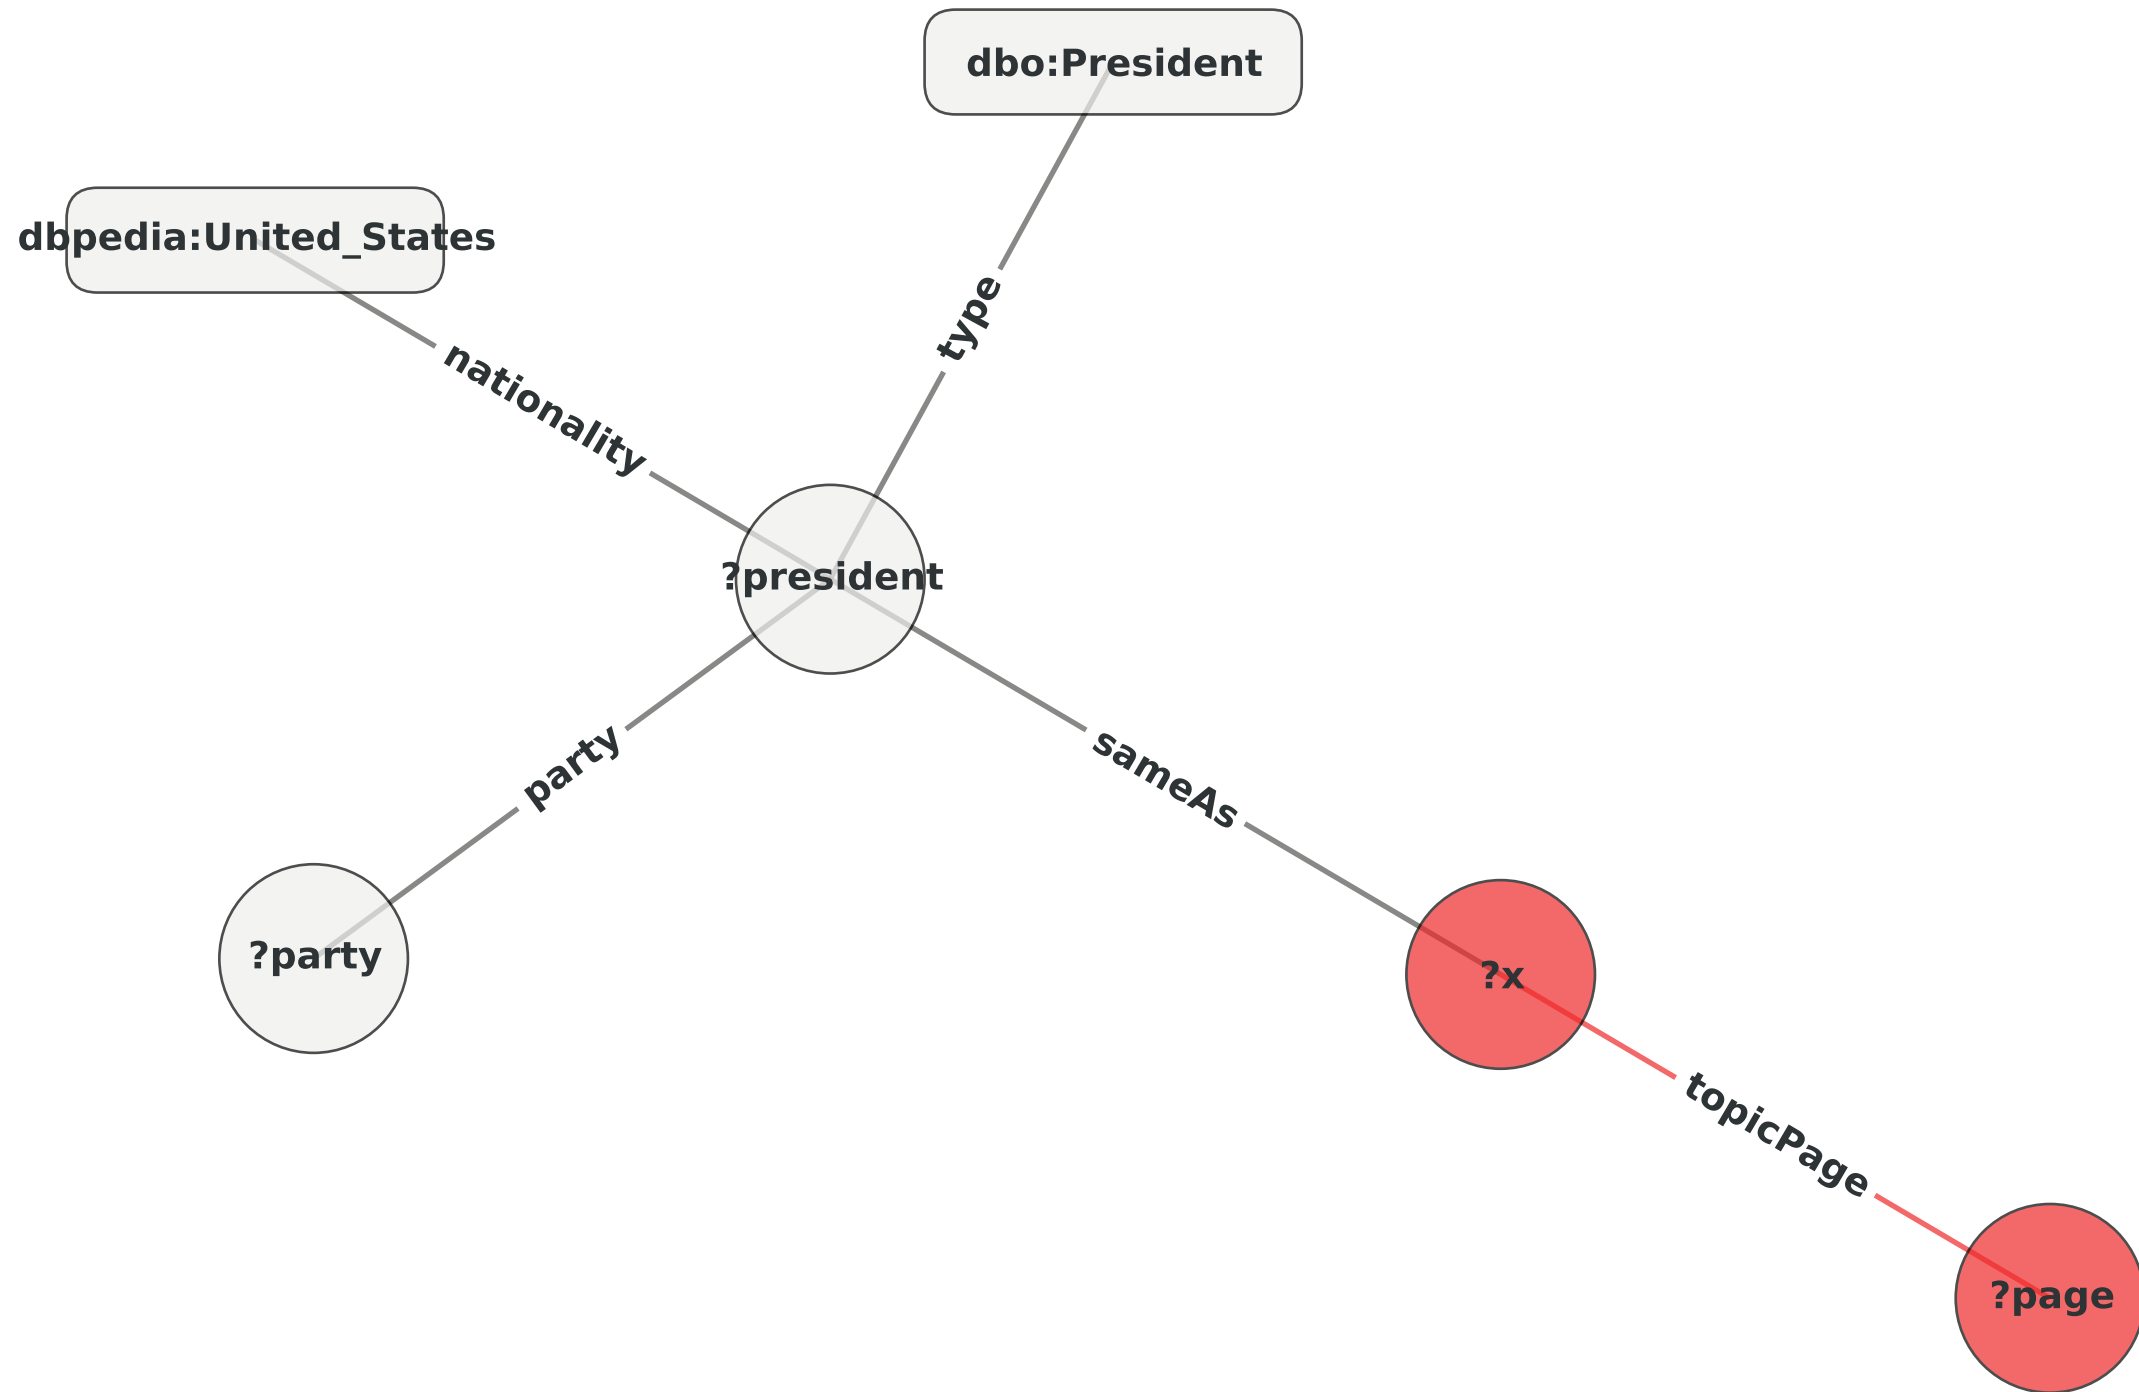 dbo:President
dbpedia:United_States
type
nationality
?president
party
sameAs
?party
?x
topicPage
?page